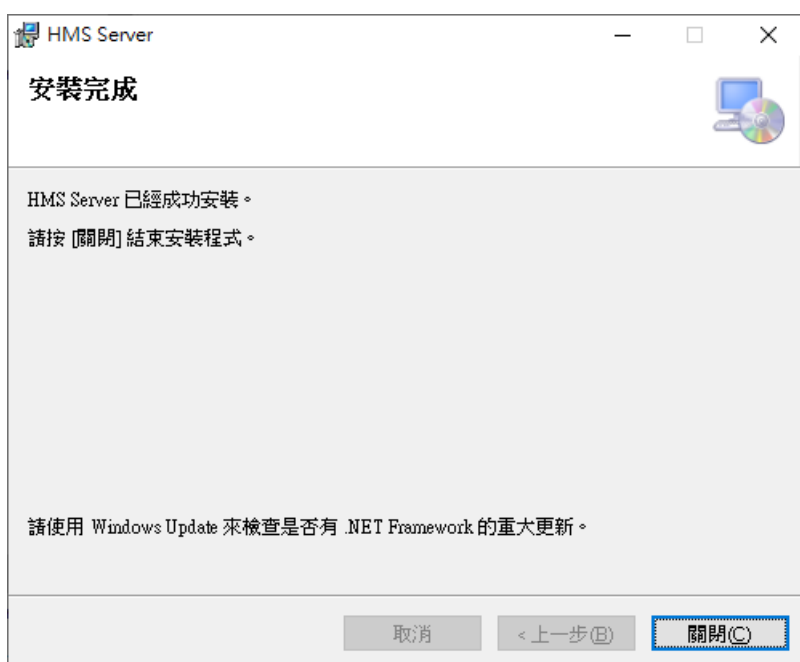 HMS Server
安裝完成
HMS Server 已經成功安裝。
請按 [關閉] 結束安裝程式。
請使用 Windows Update 來檢查是否有 .NET Framework 的重大更新。
取消
< 上一步(B)
關閉(C)